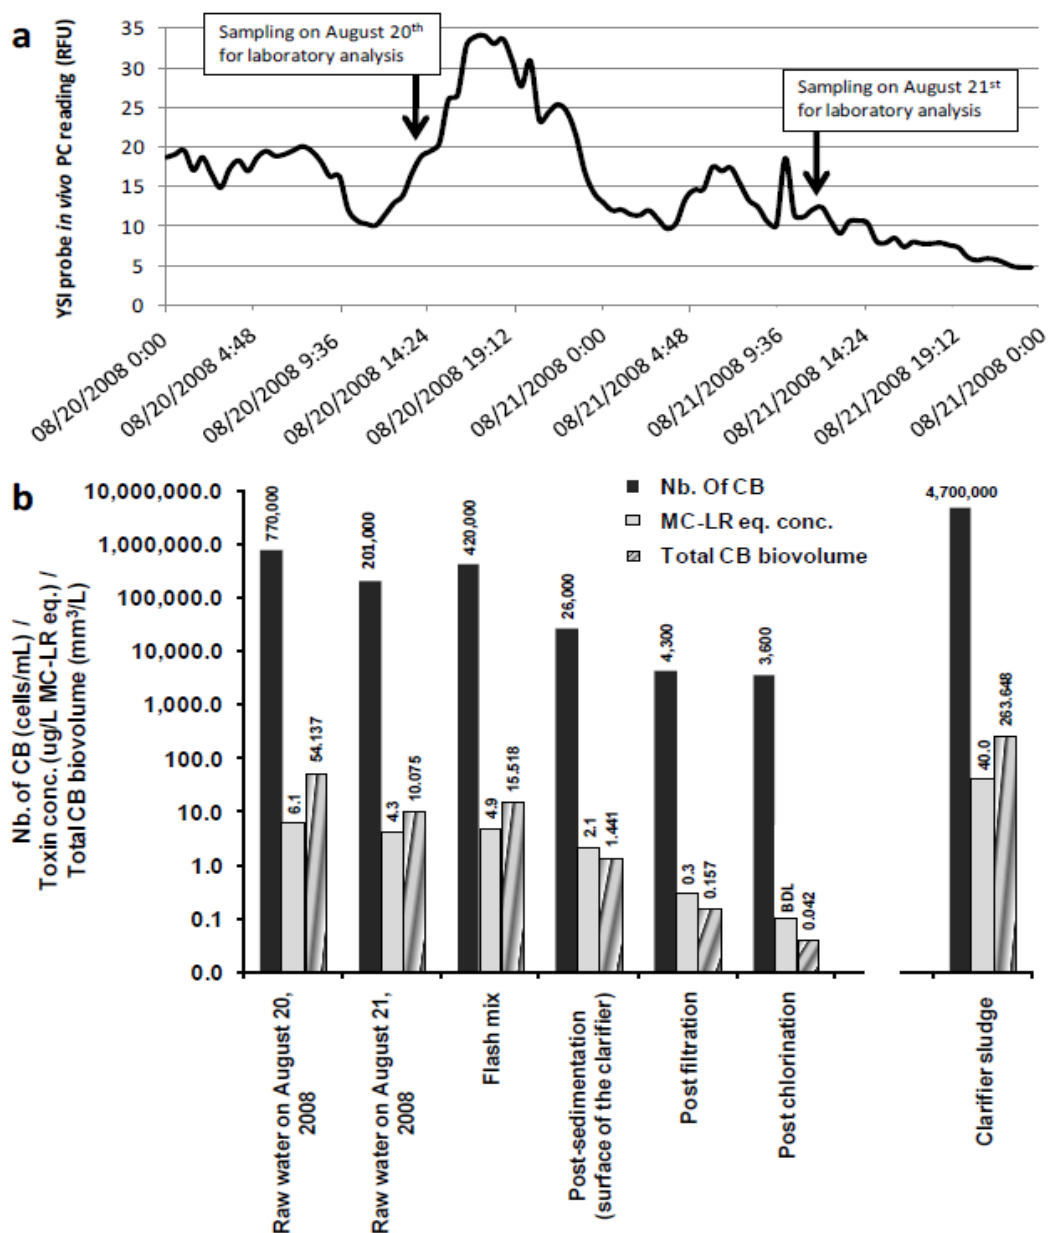 a
YSI probe in vivo PC reading (RFU)
35
30
25
20
15
10
5
0
Sampling on August 20th
for laboratory analysis
Sampling on August 21st
for laboratory analysis
08/20/2008 0:00
08/20/2008 4:48
08/20/2008 9:36
08/20/2008 14:24
08/20/2008 19:12
08/21/2008 0:00
08/21/2008 4:48
08/21/2008 9:36
08/21/2008 14:24
08/21/2008 19:12
08/21/2008 0:00
b
Nb. of CB (cells/mL) /
Toxin conc. (ug/L MC-LR eq.) /
Total CB biovolume (mm³/L)
10,000,000.0
1,000,000.0
100,000.0
10,000.0
1,000.0
100.0
10.0
1.0
0.1
0.0
Nb. Of CB
MC-LR eq. conc.
Total CB biovolume
770,000
6.1
54.137
201,000
4.3
10.075
420,000
4.9
15.518
26,000
2.1
1.441
4,300
0.3
0.157
3,600
BDL
0.042
4,700,000
40.0
263.648
Raw water on August 20,
2008
Raw water on August 21,
2008
Flash mix
Post-sedimentation
(surface of the clarifier)
Post filtration
Post chlorination
Clarifier sludge